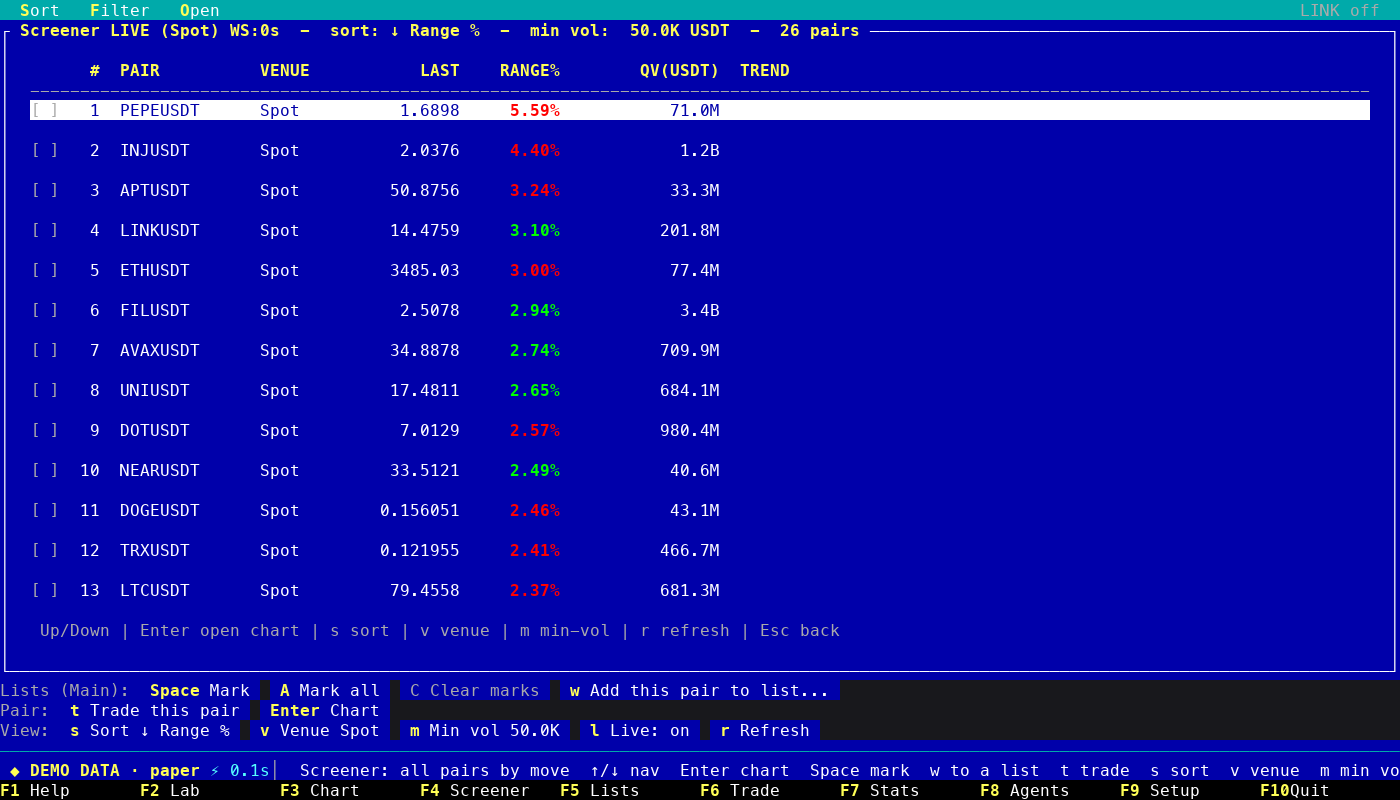 Sort   Filter   Open   LINK off
Screener LIVE (Spot) WS:0s  —  sort: ↓ Range %  —  min vol:  50.0K USDT  —  26 pairs
#  PAIR   VENUE   LAST   RANGE%   QV(USDT)  TREND
[ ]   1  PEPEUSDT   Spot   1.6898   5.59%   71.0M
[ ]   2  INJUSDT   Spot   2.0376   4.40%   1.2B
[ ]   3  APTUSDT   Spot   50.8756   3.24%   33.3M
[ ]   4  LINKUSDT   Spot   14.4759   3.10%   201.8M
[ ]   5  ETHUSDT   Spot   3485.03   3.00%   77.4M
[ ]   6  FILUSDT   Spot   2.5078   2.94%   3.4B
[ ]   7  AVAXUSDT   Spot   34.8878   2.74%   709.9M
[ ]   8  UNIUSDT   Spot   17.4811   2.65%   684.1M
[ ]   9  DOTUSDT   Spot   7.0129   2.57%   980.4M
[ ]  10  NEARUSDT   Spot   33.5121   2.49%   40.6M
[ ]  11  DOGEUSDT   Spot   0.156051   2.46%   43.1M
[ ]  12  TRXUSDT   Spot   0.121955   2.41%   466.7M
[ ]  13  LTCUSDT   Spot   79.4558   2.37%   681.3M
Up/Down | Enter open chart | s sort | v venue | m min—vol | r refresh | Esc back
Lists (Main):  Space Mark   A Mark all   C Clear marks   w Add this pair to list...
Pair:  t Trade this pair   Enter Chart
View:  s Sort ↓ Range %   v Venue Spot   m Min vol 50.0K   l Live: on   r Refresh
◆ DEMO DATA · paper ⚡ 0.1s│  Screener: all pairs by move  ↑/↓ nav  Enter chart  Space mark  w to a list  t trade  s sort  v venue  m min vo
F1 Help   F2 Lab   F3 Chart   F4 Screener   F5 Lists   F6 Trade   F7 Stats   F8 Agents   F9 Setup   F10Quit